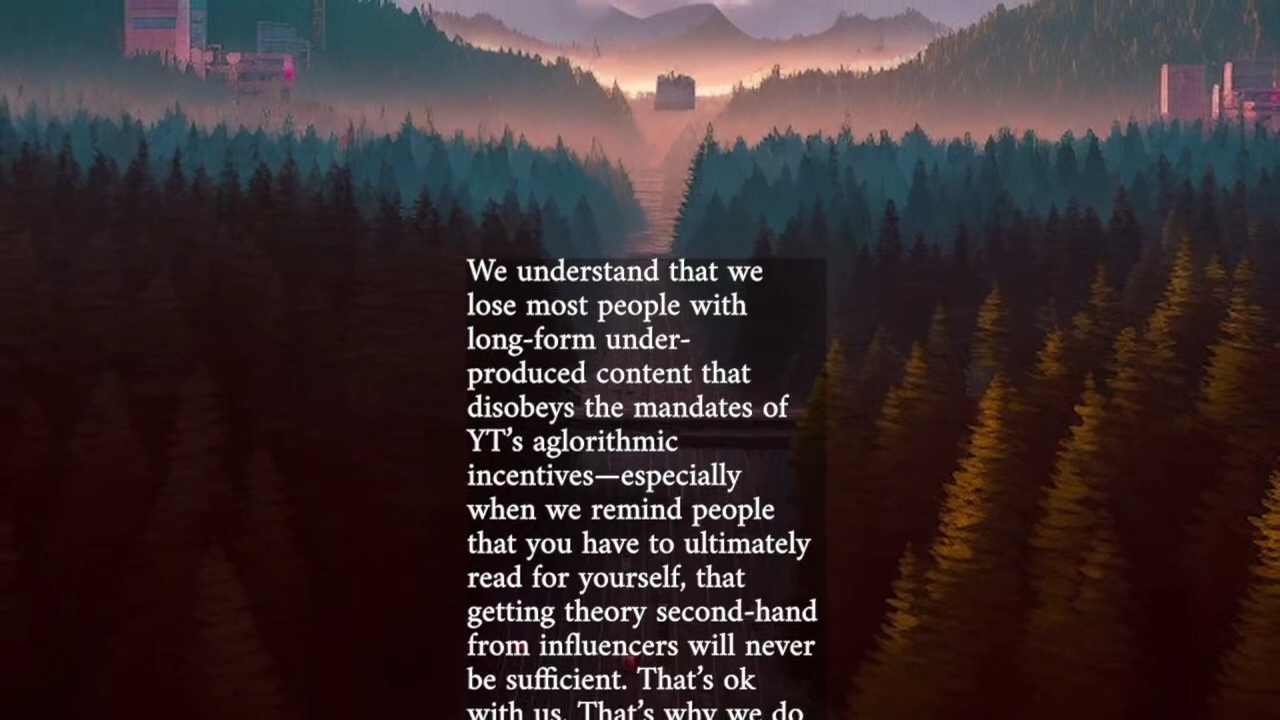 We understand that we
lose most people with
long-form under-
produced content that
disobeys the mandates of
YT's aglorithmic
incentives—especially
when we remind people
that you have to ultimately
read for yourself, that
getting theory second-hand
from influencers will never
be sufficient. That's ok
with us. That's why we do